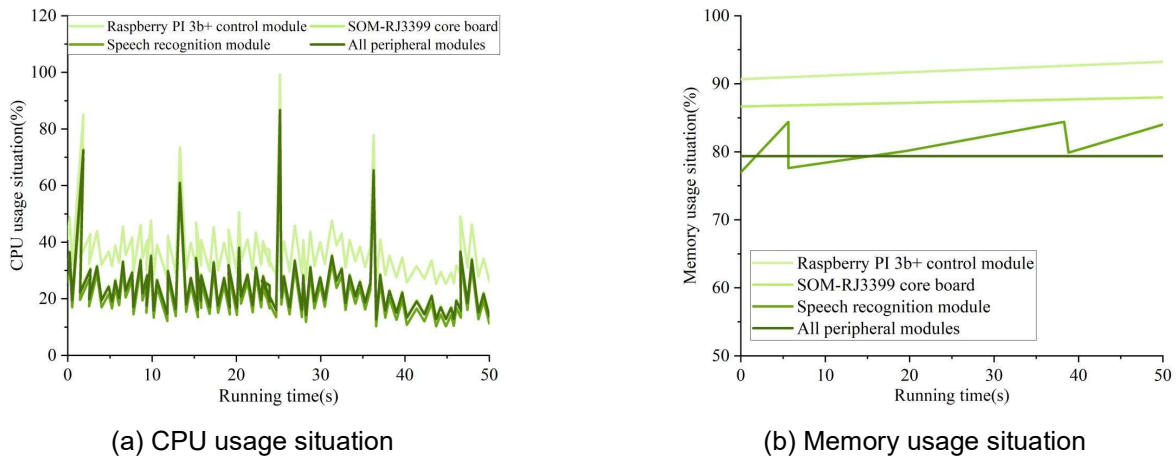 Raspberry PI 3b+ control module
SOM-RJ3399 core board
Speech recognition module
All peripheral modules
CPU usage situation(%)
120
100
80
60
40
20
0
0 10 20 30 40 50
Running time(s)
(a) CPU usage situation
Memory usage situation(%)
100
90
80
70
60
50
Raspberry PI 3b+ control module
SOM-RJ3399 core board
Speech recognition module
All peripheral modules
0 10 20 30 40 50
Running time(s)
(b) Memory usage situation